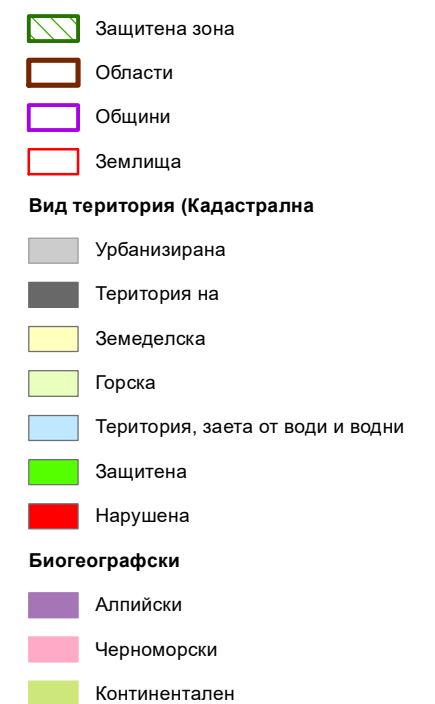 Защитена зона
Области
Общини
Землища
Вид територия (Кадастрална
Урбанизирана
Територия на
Земеделска
Горска
Територия, заета от води и водни
Защитена
Нарушена
Биогеографски
Алпийски
Черноморски
Континентален